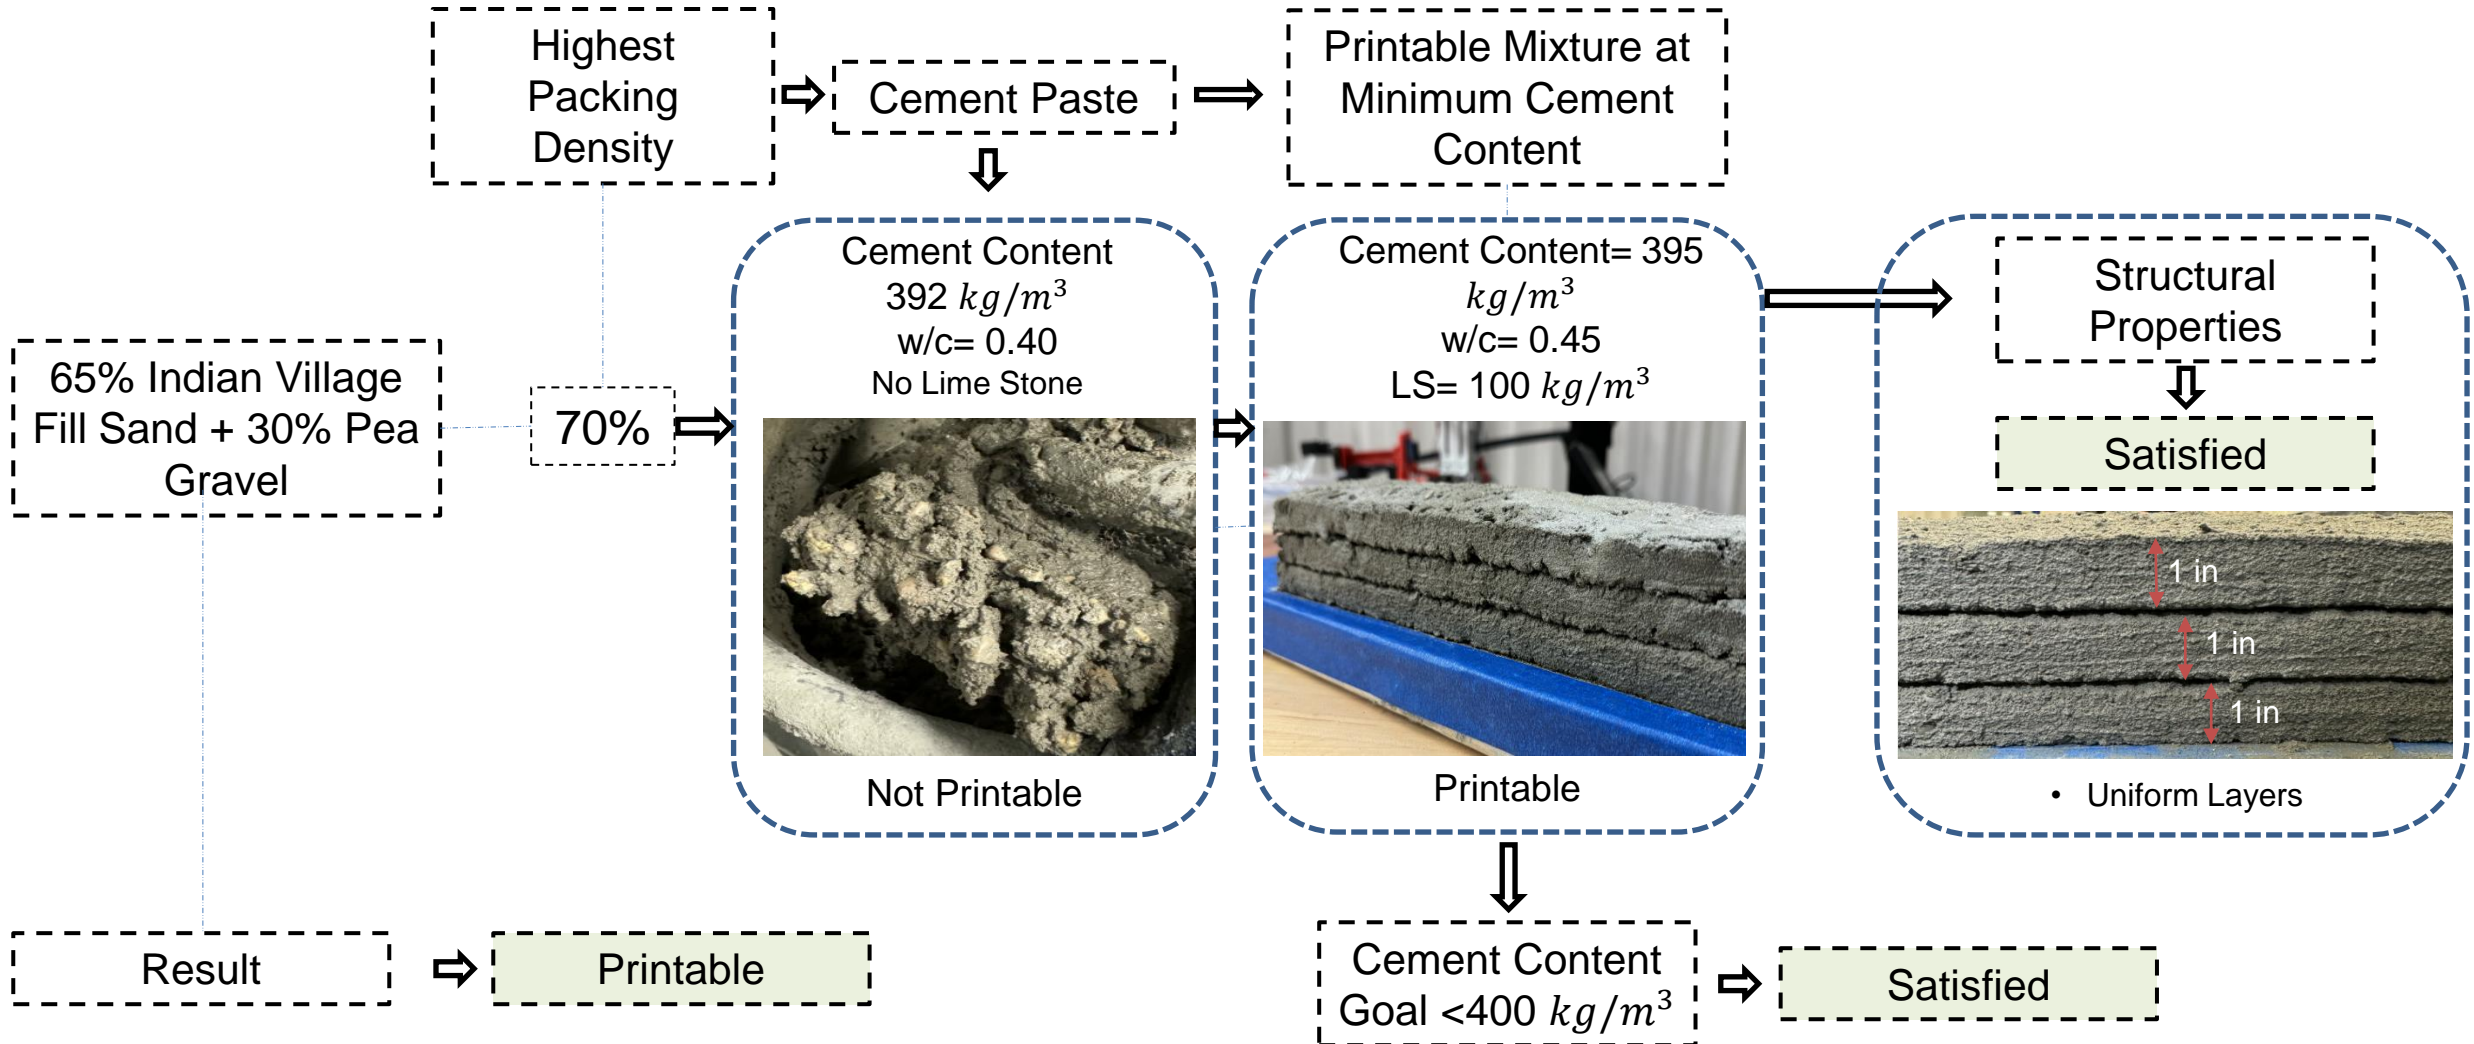 Highest
Packing
Density
Cement Paste
Printable Mixture at
Minimum Cement
Content
65% Indian Village
Fill Sand + 30% Pea
Gravel
70%
Cement Content
392 kg/m³
w/c= 0.40
No Lime Stone
Not Printable
Cement Content= 395
kg/m³
w/c= 0.45
LS= 100 kg/m³
Printable
Structural
Properties
Satisfied
1 in
1 in
1 in
• Uniform Layers
Result
Printable
Cement Content
Goal <400 kg/m³
Satisfied